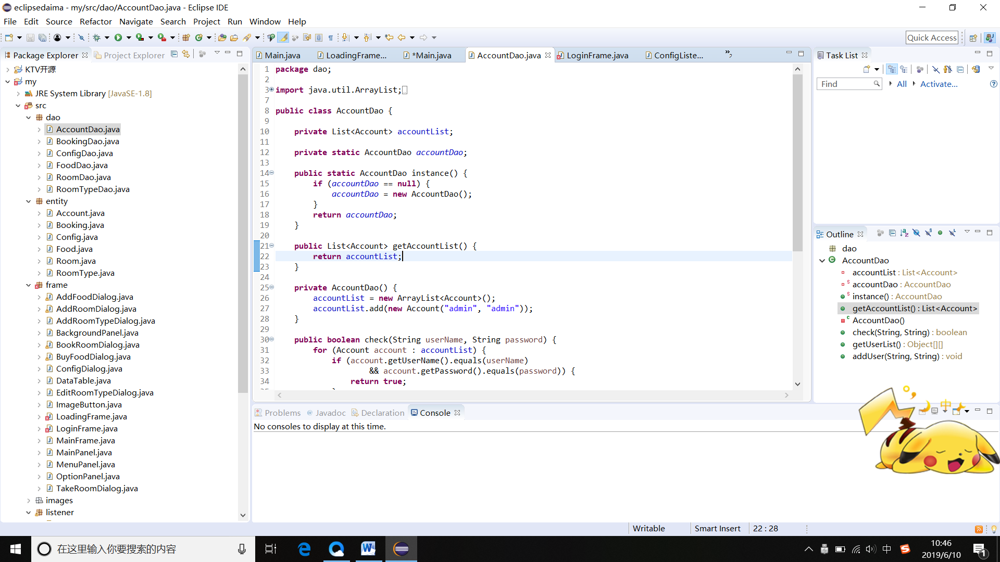 eclipsedaima - my/src/dao/AccountDao.java - Eclipse IDE
File Edit Source Refactor Navigate Search Project Run Window Help
Quick Access
Package Explorer Project Explorer
KTV开源
my
JRE System Library [JavaSE-1.8]
src
dao
AccountDao.java
BookingDao.java
ConfigDao.java
FoodDao.java
RoomDao.java
RoomTypeDao.java
entity
Account.java
Booking.java
Config.java
Food.java
Room.java
RoomType.java
frame
AddFoodDialog.java
AddRoomDialog.java
AddRoomTypeDialog.java
BackgroundPanel.java
BookRoomDialog.java
BuyFoodDialog.java
ConfigDialog.java
DataTable.java
EditRoomTypeDialog.java
ImageButton.java
LoadingFrame.java
LoginFrame.java
MainFrame.java
MainPanel.java
MenuPanel.java
OptionPanel.java
TakeRoomDialog.java
images
listener
Main.java LoadingFrame... *Main.java AccountDao.java LoginFrame.java ConfigListe...
1 package dao;
2
3 import java.util.ArrayList;
7
8 public class AccountDao {
9
10 private List<Account> accountList;
11
12 private static AccountDao accountDao;
13
14 public static AccountDao instance() {
15 if (accountDao == null) {
16 accountDao = new AccountDao();
17 }
18 return accountDao;
19 }
20
21 public List<Account> getAccountList() {
22 return accountList;
23 }
24
25 private AccountDao() {
26 accountList = new ArrayList<Account>();
27 accountList.add(new Account("admin", "admin"));
28 }
29
30 public boolean check(String userName, String password) {
31 for (Account account : accountList) {
32 if (account.getUserName().equals(userName)
33 && account.getPassword().equals(password)) {
34 return true;
Problems Javadoc Declaration Console
No consoles to display at this time.
Task List
Find All Activate...
Outline
dao
AccountDao
accountList : List<Account>
accountDao : AccountDao
instance() : AccountDao
getAccountList() : List<Account>
AccountDao()
check(String, String) : boolean
getUserList() : Object[][]
addUser(String, String) : void
中
Writable Smart Insert 22 : 28
在这里输入你要搜索的内容
中
10:46
2019/6/10
1